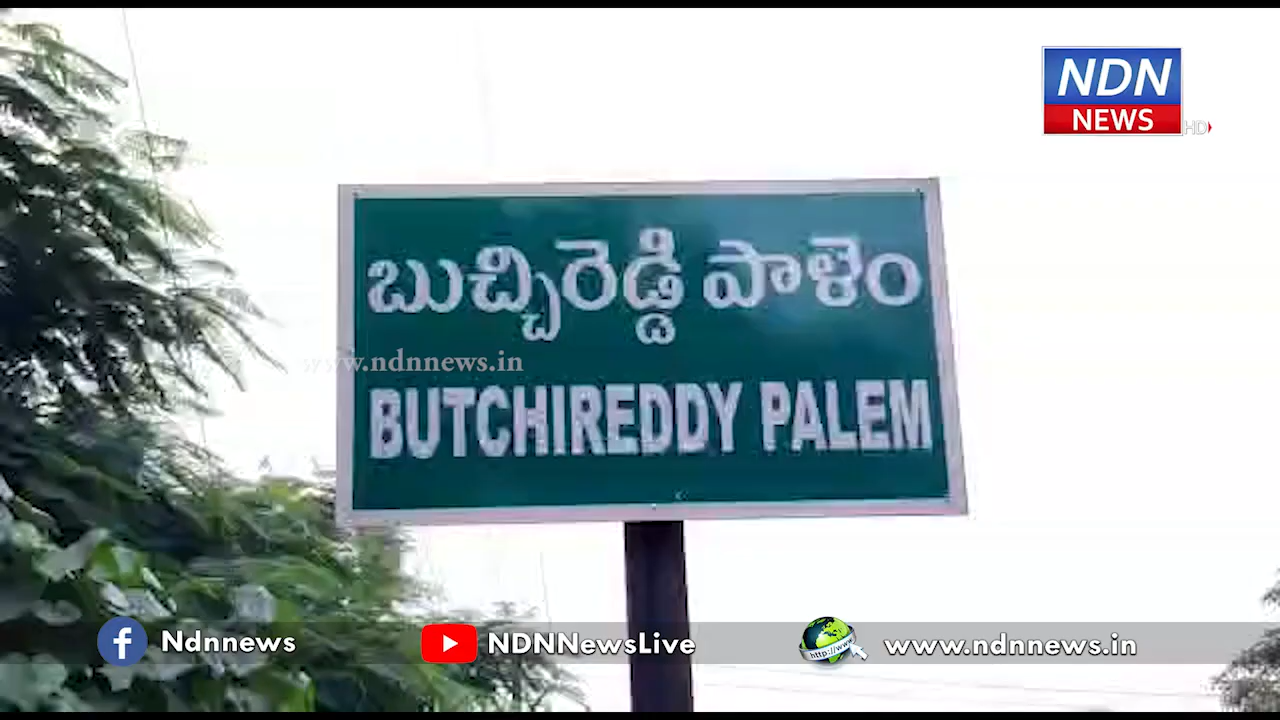 NDN
NEWS
HD
బుచ్చిరెడ్డి పాళెం
www.ndnnews.in
BUTCHIREDDY PALEM
Ndnnews
NDNNewsLive
http://www
www.ndnnews.in